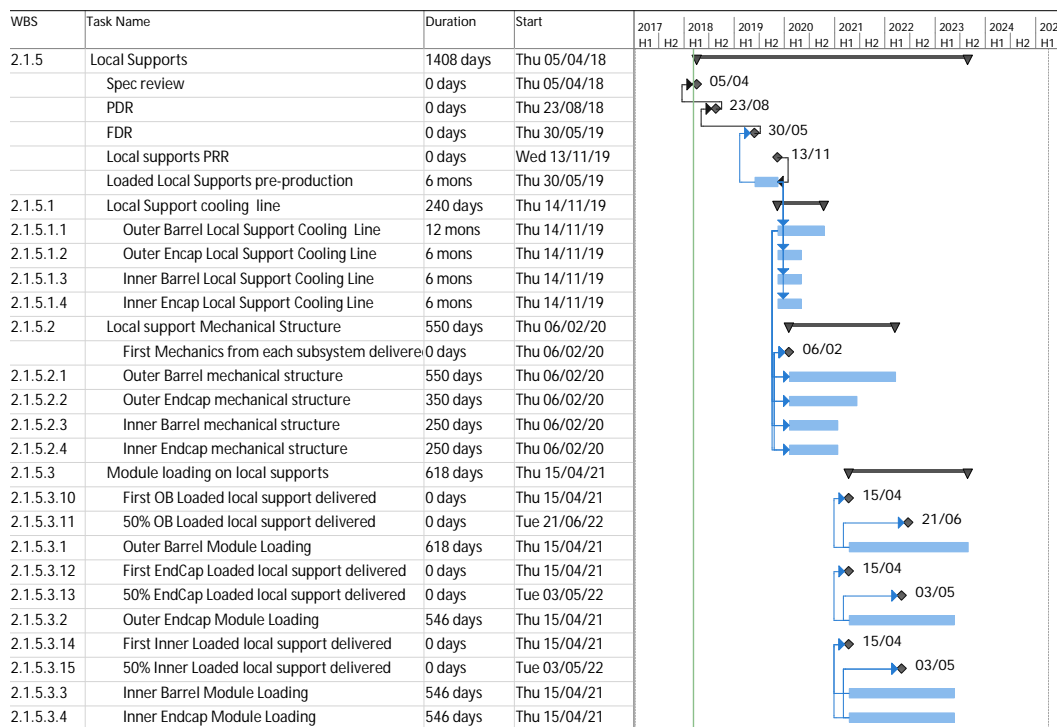 WBS Task Name Duration Start 2017 2018 2019 2020 2021 2022 2023 2024 202
H1 H2 H1 H2 H1 H2 H1 H2 H1 H2 H1 H2 H1 H2 H1 H2 H1
2.1.5 Local Supports 1408 days Thu 05/04/18
Spec review 0 days Thu 05/04/18 05/04
PDR 0 days Thu 23/08/18 23/08
FDR 0 days Thu 30/05/19 30/05
Local supports PRR 0 days Wed 13/11/19 13/11
Loaded Local Supports pre-production 6 mons Thu 30/05/19
2.1.5.1 Local Support cooling line 240 days Thu 14/11/19
2.1.5.1.1 Outer Barrel Local Support Cooling Line 12 mons Thu 14/11/19
2.1.5.1.2 Outer Encap Local Support Cooling Line 6 mons Thu 14/11/19
2.1.5.1.3 Inner Barrel Local Support Cooling Line 6 mons Thu 14/11/19
2.1.5.1.4 Inner Encap Local Support Cooling Line 6 mons Thu 14/11/19
2.1.5.2 Local support Mechanical Structure 550 days Thu 06/02/20
First Mechanics from each subsystem delivere 0 days Thu 06/02/20 06/02
2.1.5.2.1 Outer Barrel mechanical structure 550 days Thu 06/02/20
2.1.5.2.2 Outer Endcap mechanical structure 350 days Thu 06/02/20
2.1.5.2.3 Inner Barrel mechanical structure 250 days Thu 06/02/20
2.1.5.2.4 Inner Endcap mechanical structure 250 days Thu 06/02/20
2.1.5.3 Module loading on local supports 618 days Thu 15/04/21
2.1.5.3.10 First OB Loaded local support delivered 0 days Thu 15/04/21 15/04
2.1.5.3.11 50% OB Loaded local support delivered 0 days Tue 21/06/22 21/06
2.1.5.3.1 Outer Barrel Module Loading 618 days Thu 15/04/21
2.1.5.3.12 First EndCap Loaded local support delivered 0 days Thu 15/04/21 15/04
2.1.5.3.13 50% EndCap Loaded local support delivered 0 days Tue 03/05/22 03/05
2.1.5.3.2 Outer Endcap Module Loading 546 days Thu 15/04/21
2.1.5.3.14 First Inner Loaded local support delivered 0 days Thu 15/04/21 15/04
2.1.5.3.15 50% Inner Loaded local support delivered 0 days Tue 03/05/22 03/05
2.1.5.3.3 Inner Barrel Module Loading 546 days Thu 15/04/21
2.1.5.3.4 Inner Endcap Module Loading 546 days Thu 15/04/21